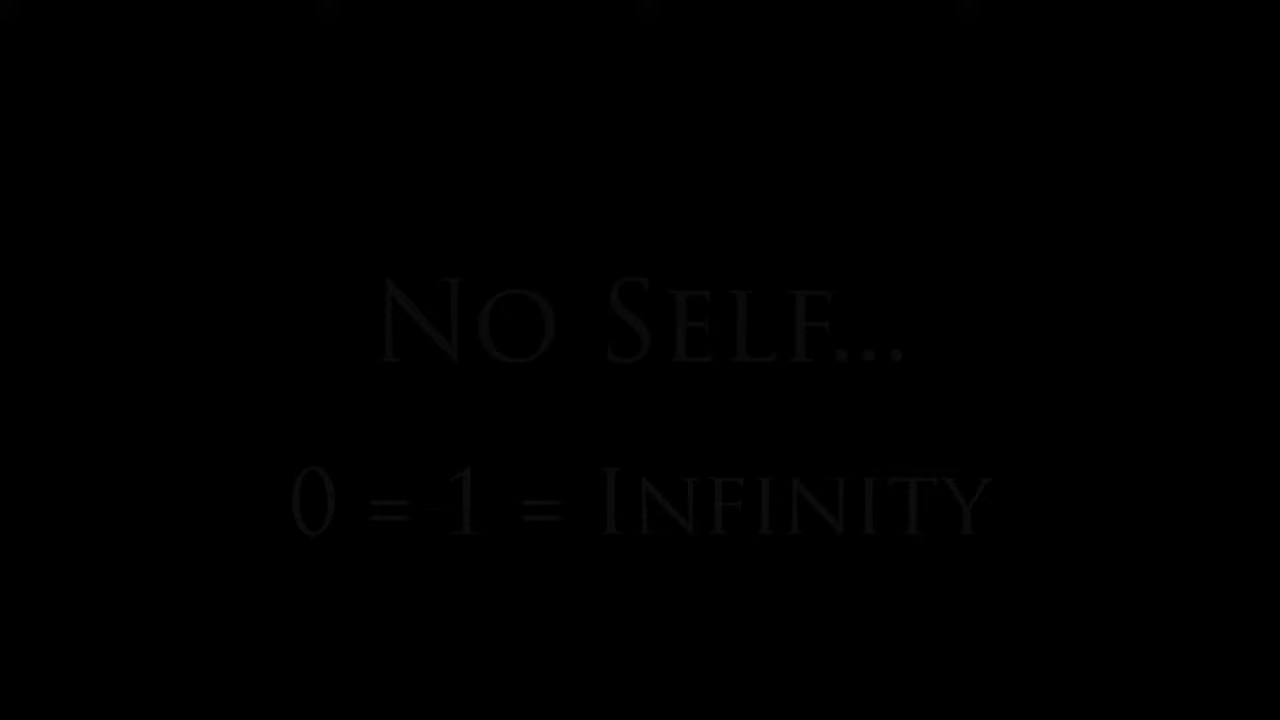 No Self...
0 = 1 = Infinity